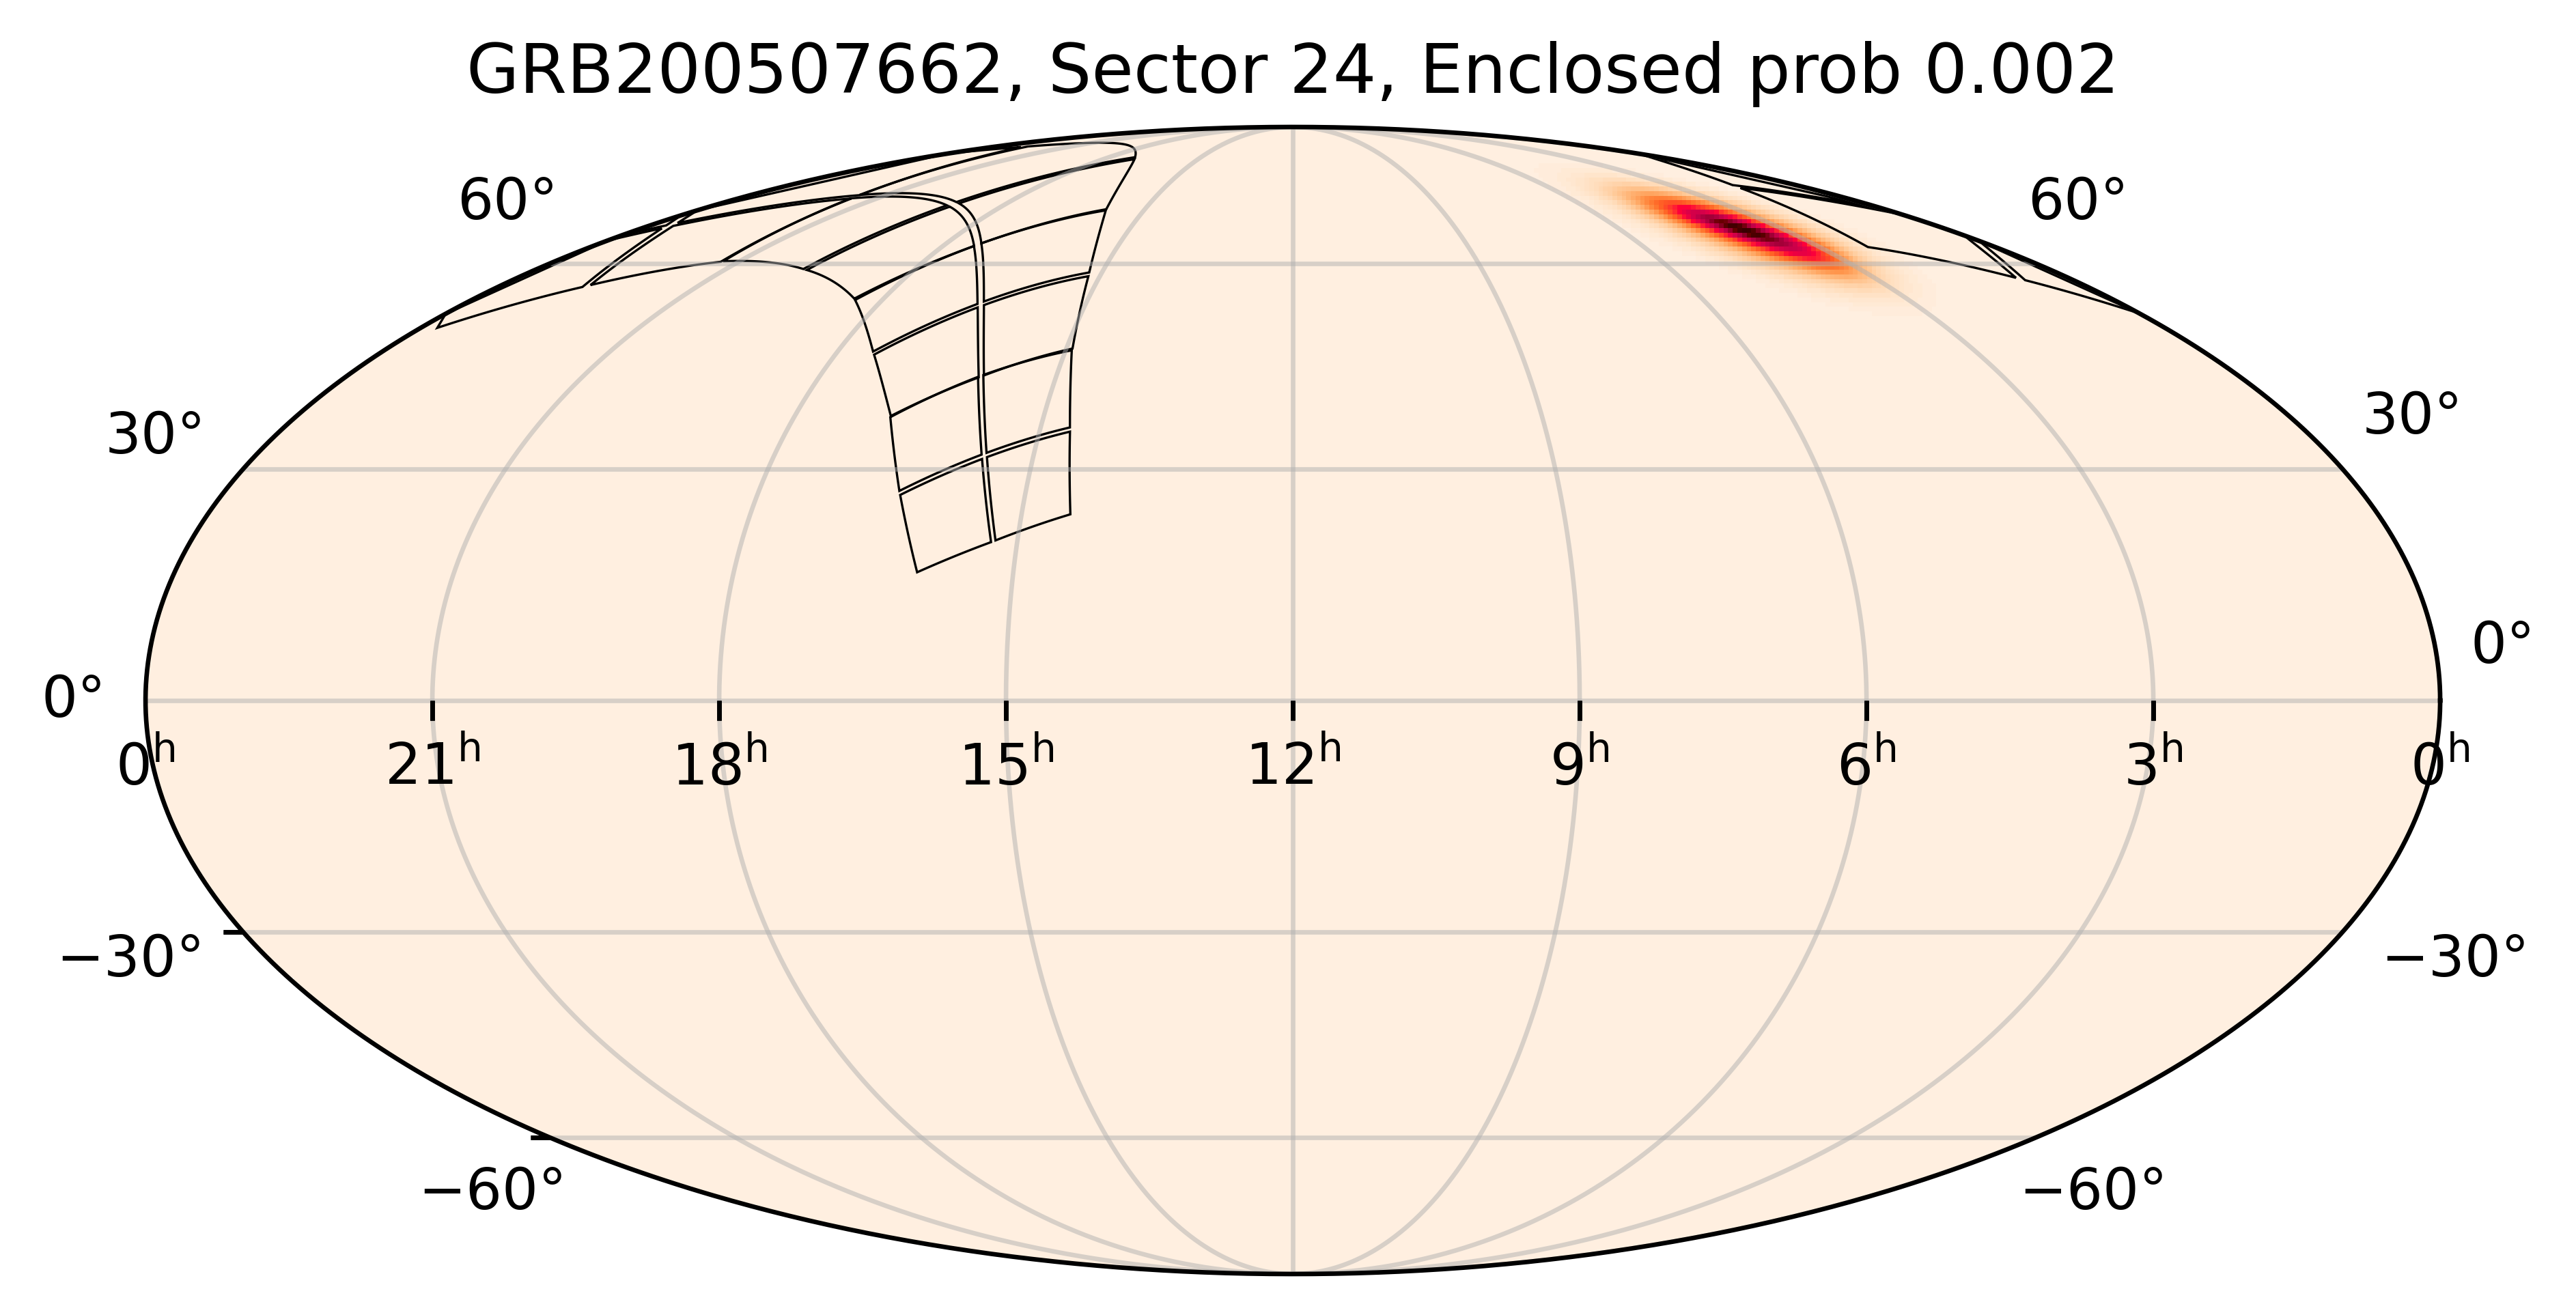 GRB200507662, Sector 24, Enclosed prob 0.002
60° 60°
30° 30°
0° 0°
0ʰ 21ʰ 18ʰ 15ʰ 12ʰ 9ʰ 6ʰ 3ʰ 0ʰ
−30° −30°
−60° −60°